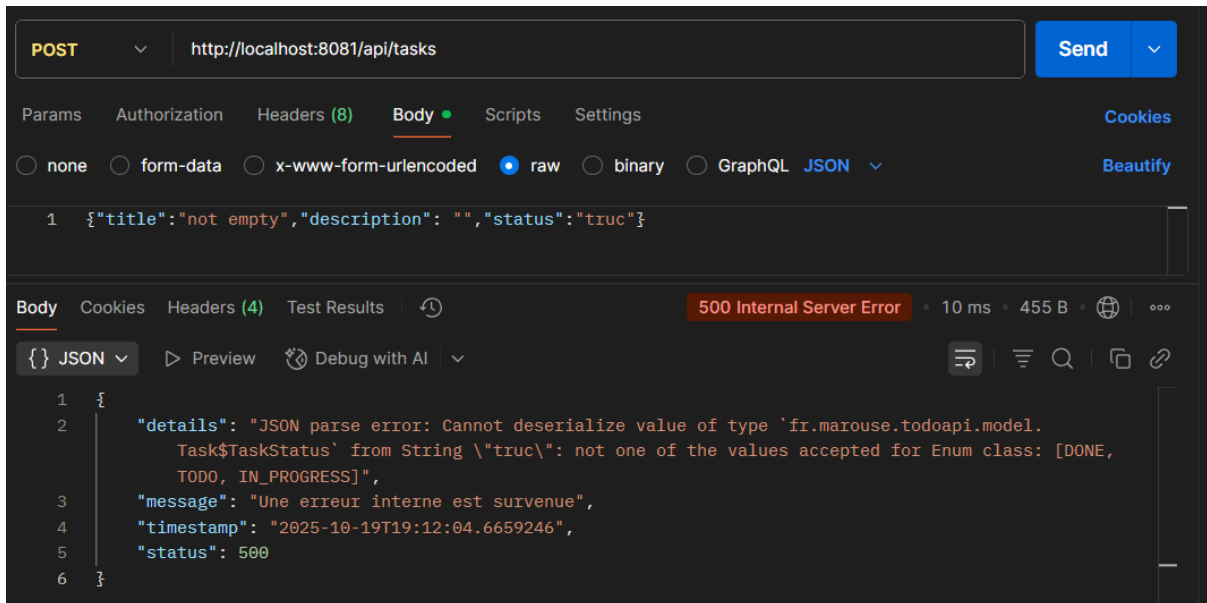 POST http://localhost:8081/api/tasks Send
Params Authorization Headers (8) Body Scripts Settings Cookies
none form-data x-www-form-urlencoded raw binary GraphQL JSON Beautify
1 {"title":"not empty","description": "","status":"truc"}
Body Cookies Headers (4) Test Results 500 Internal Server Error 10 ms 455 B
{} JSON Preview Debug with AI
1 {
2 "details": "JSON parse error: Cannot deserialize value of type `fr.marouse.todoapi.model.
Task$TaskStatus` from String \"truc\": not one of the values accepted for Enum class: [DONE,
TODO, IN_PROGRESS]",
3 "message": "Une erreur interne est survenue",
4 "timestamp": "2025-10-19T19:12:04.6659246",
5 "status": 500
6 }